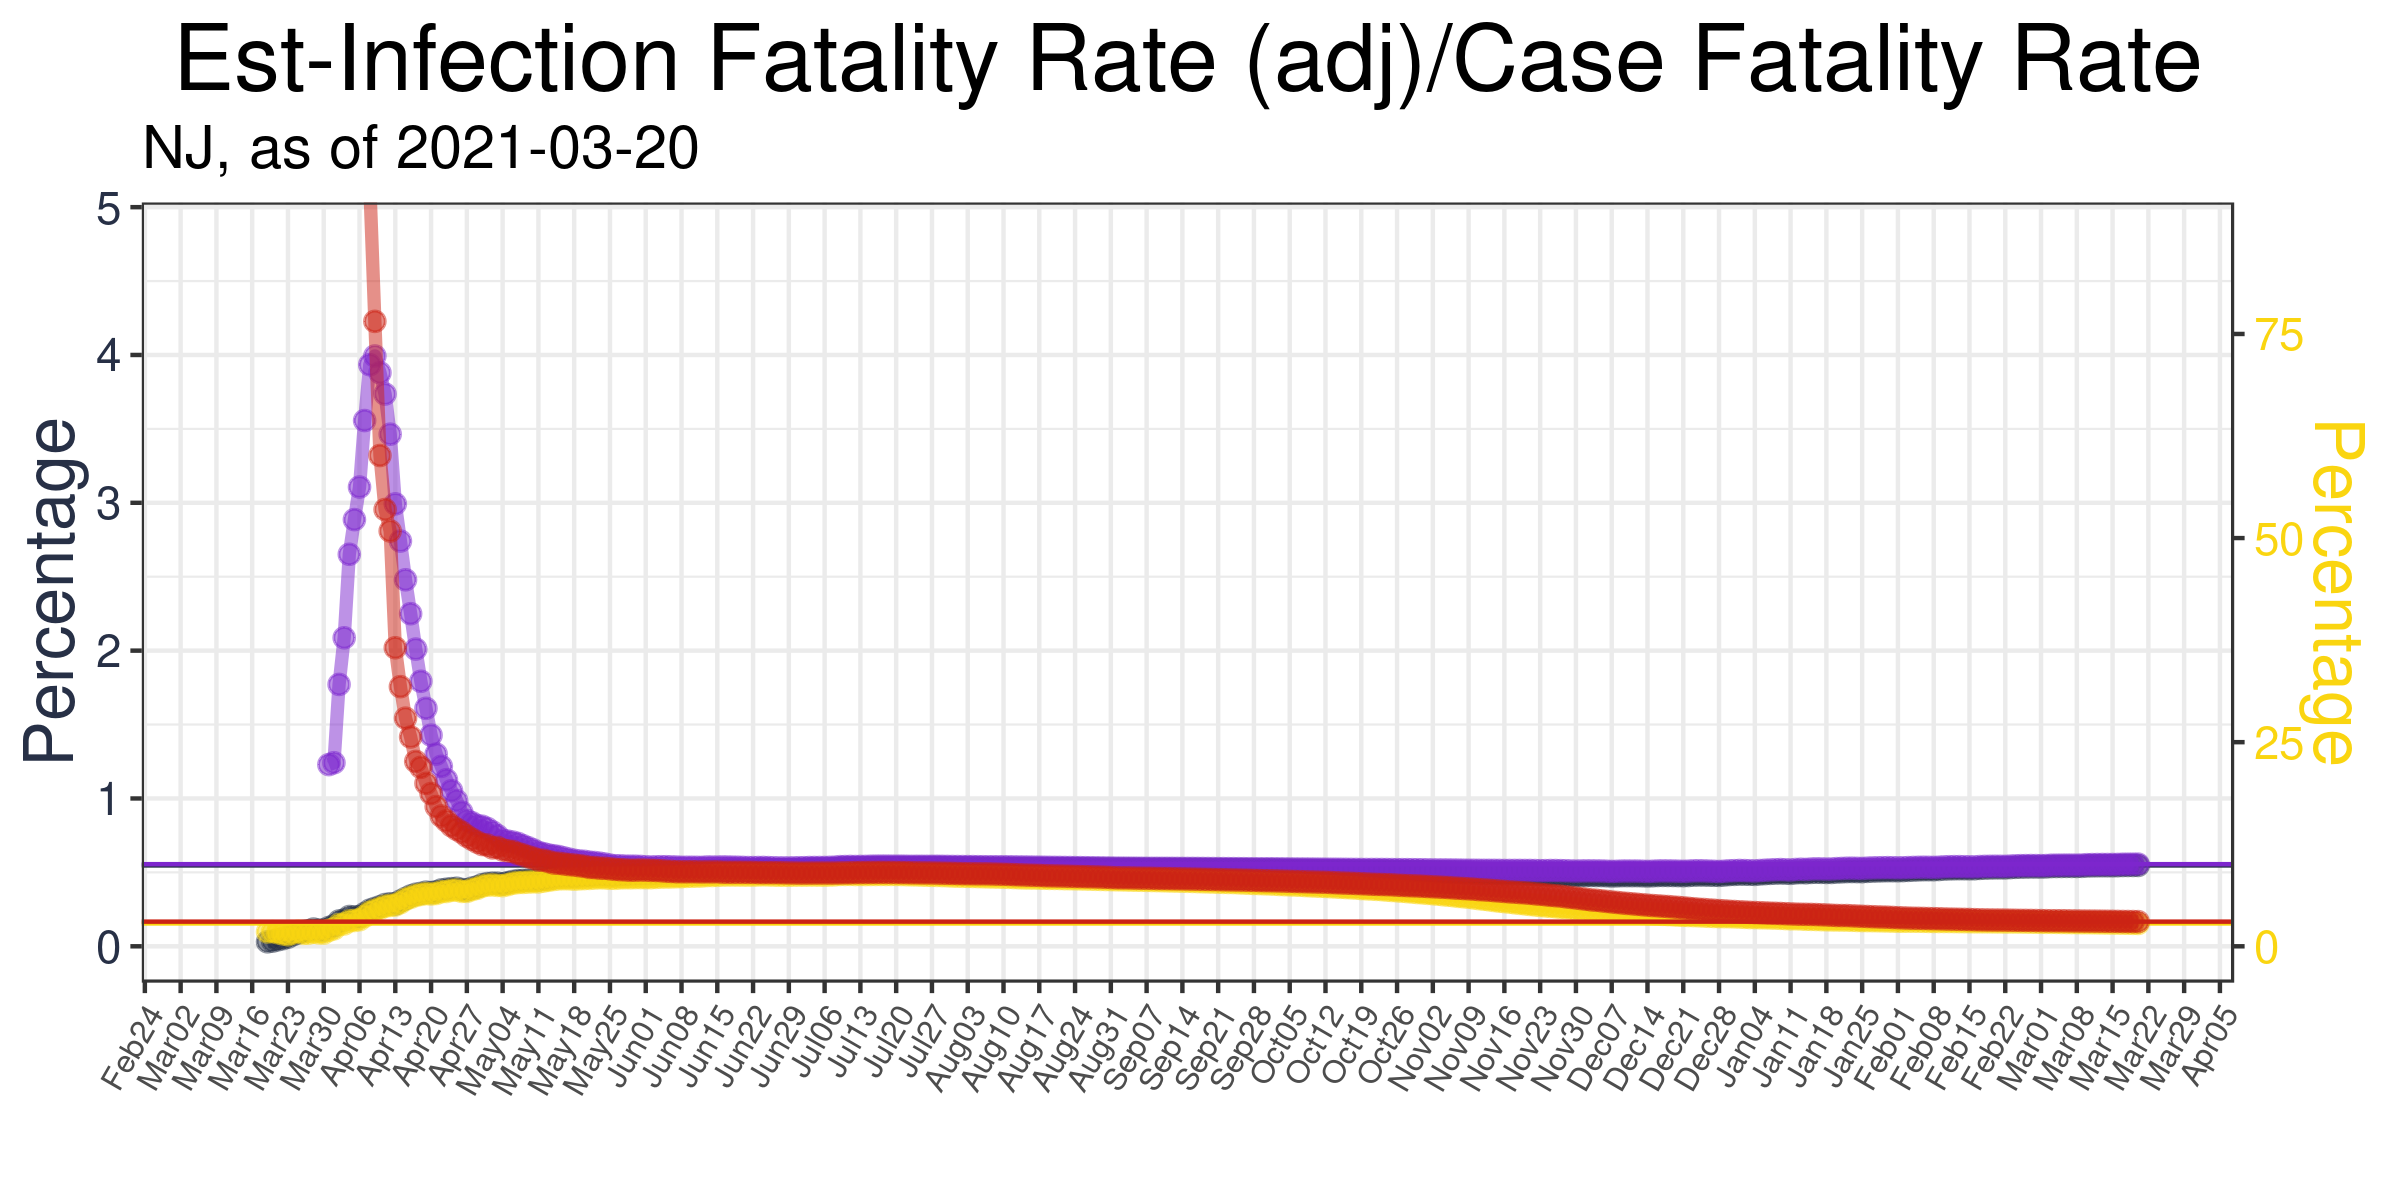 Est-Infection Fatality Rate (adj)/Case Fatality Rate
NJ, as of 2021-03-20
Percentage
5
4
3
2
1
0
75
50
25
0
Percentage
Feb24
Mar02
Mar09
Mar16
Mar23
Mar30
Apr06
Apr13
Apr20
Apr27
May04
May11
May18
May25
Jun01
Jun08
Jun15
Jun22
Jun29
Jul06
Jul13
Jul20
Jul27
Aug03
Aug10
Aug17
Aug24
Aug31
Sep07
Sep14
Sep21
Sep28
Oct05
Oct12
Oct19
Oct26
Nov02
Nov09
Nov16
Nov23
Nov30
Dec07
Dec14
Dec21
Dec28
Jan04
Jan11
Jan18
Jan25
Feb01
Feb08
Feb15
Feb22
Mar01
Mar08
Mar15
Mar22
Mar29
Apr05